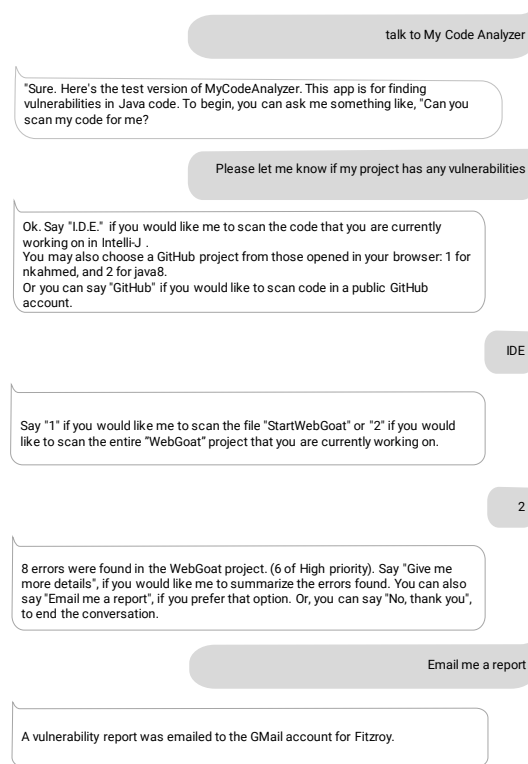 talk to My Code Analyzer
"Sure. Here's the test version of MyCodeAnalyzer. This app is for finding
vulnerabilities in Java code. To begin, you can ask me something like, "Can you
scan my code for me?
Please let me know if my project has any vulnerabilities
Ok. Say "I.D.E." if you would like me to scan the code that you are currently
working on in Intelli-J .
You may also choose a GitHub project from those opened in your browser: 1 for
nkahmed, and 2 for java8.
Or you can say "GitHub" if you would like to scan code in a public GitHub
account.
IDE
Say "1" if you would like me to scan the file "StartWebGoat" or "2" if you would
like to scan the entire “WebGoat” project that you are currently working on.
2
8 errors were found in the WebGoat project. (6 of High priority). Say "Give me
more details", if you would like me to summarize the errors found. You can also
say "Email me a report", if you prefer that option. Or, you can say "No, thank you",
to end the conversation.
Email me a report
A vulnerability report was emailed to the GMail account for Fitzroy.